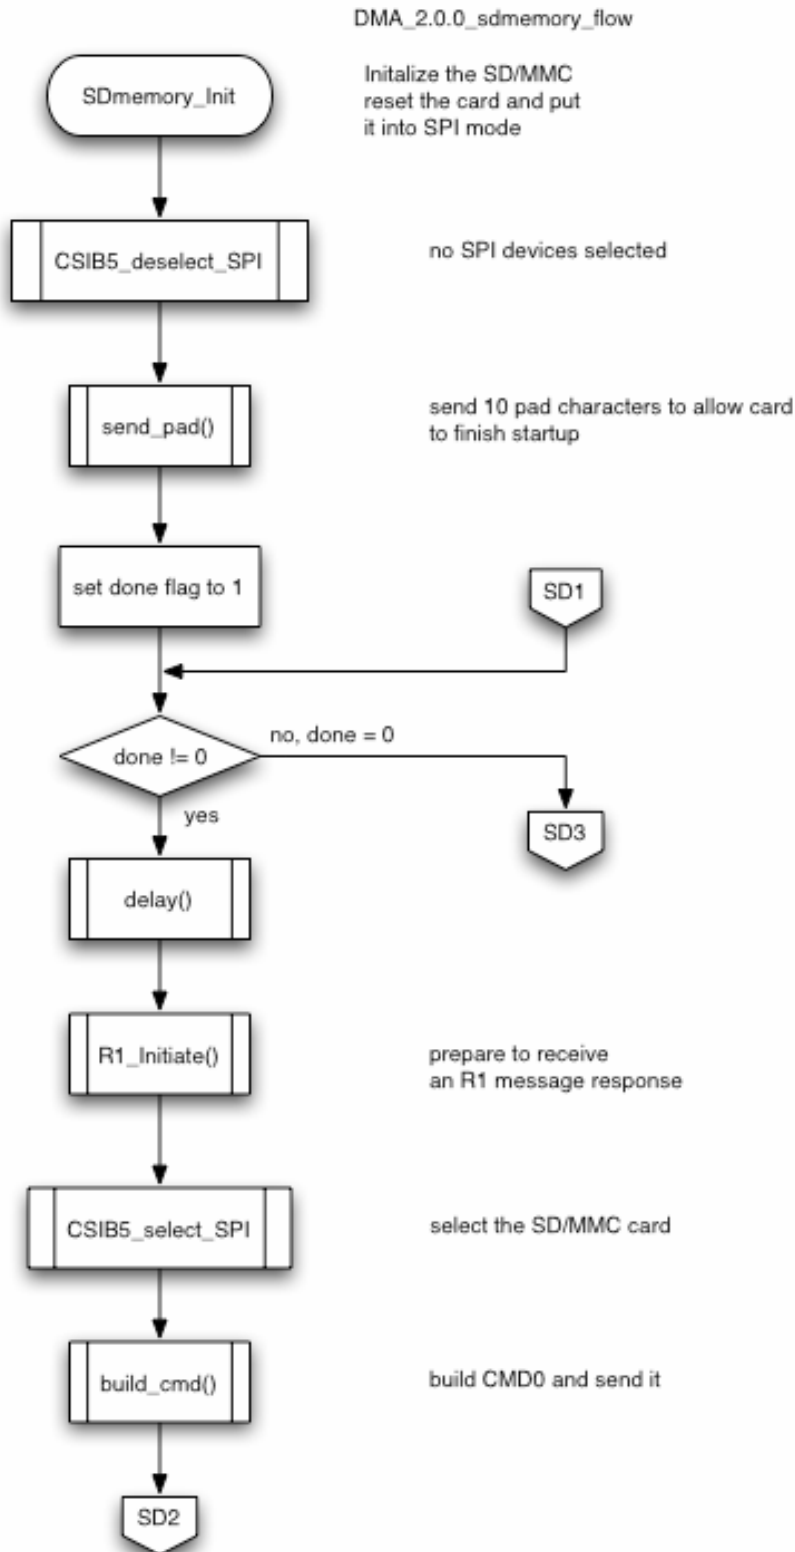 DMA_2.0.0_sdmemory_flow
SDmemory_Init
Initalize the SD/MMC
reset the card and put
it into SPI mode
CSIB5_deselect_SPI
no SPI devices selected
send_pad()
send 10 pad characters to allow card
to finish startup
set done flag to 1
SD1
done != 0
no, done = 0
yes
SD3
delay()
R1_Initiate()
prepare to receive
an R1 message response
CSIB5_select_SPI
select the SD/MMC card
build_cmd()
build CMD0 and send it
SD2